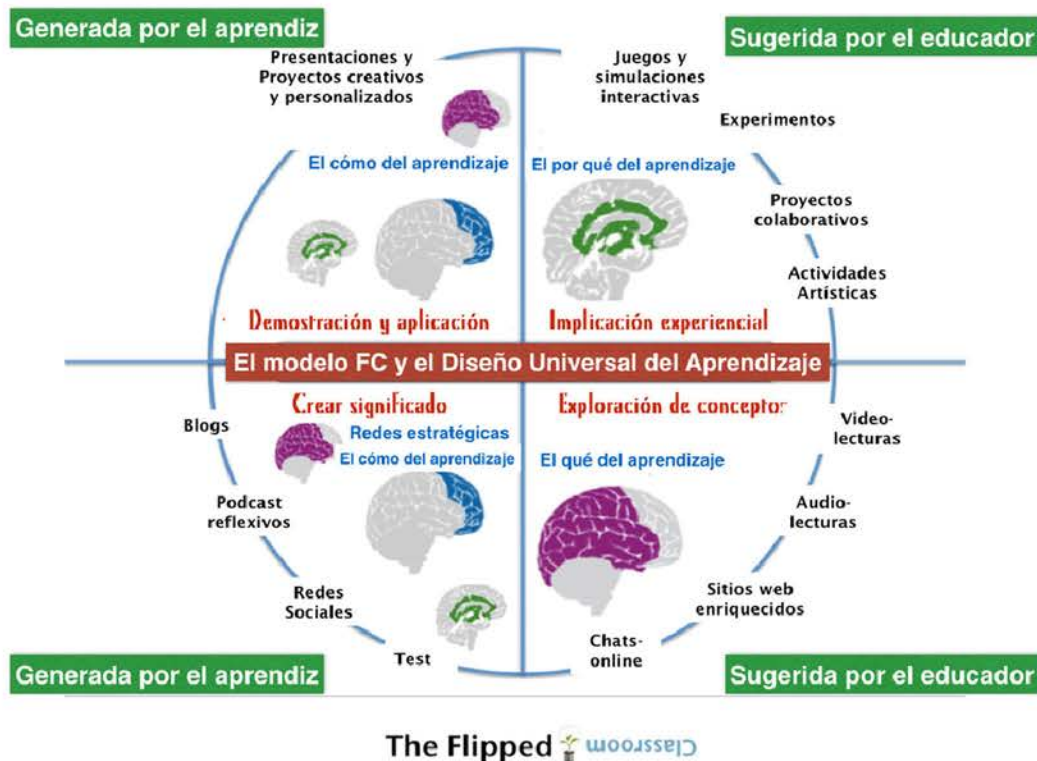 Generada por el aprendiz
Sugerida por el educador
Presentaciones y
Proyectos creativos
y personalizados
Juegos y
simulaciones
interactivas
Experimentos
El cómo del aprendizaje
El por qué del aprendizaje
Proyectos
colaborativos
Actividades
Artísticas
Demostración y aplicación
Implicación experiencial
El modelo FC y el Diseño Universal del Aprendizaje
Crear significado
Exploración de conceptos
Blogs
Redes estratégicas
El cómo del aprendizaje
El qué del aprendizaje
Video-
lecturas
Podcast
reflexivos
Audio-
lecturas
Redes
Sociales
Sitios web
enriquecidos
Test
Chats-
online
Generada por el aprendiz
Sugerida por el educador
The Flipped Classroom